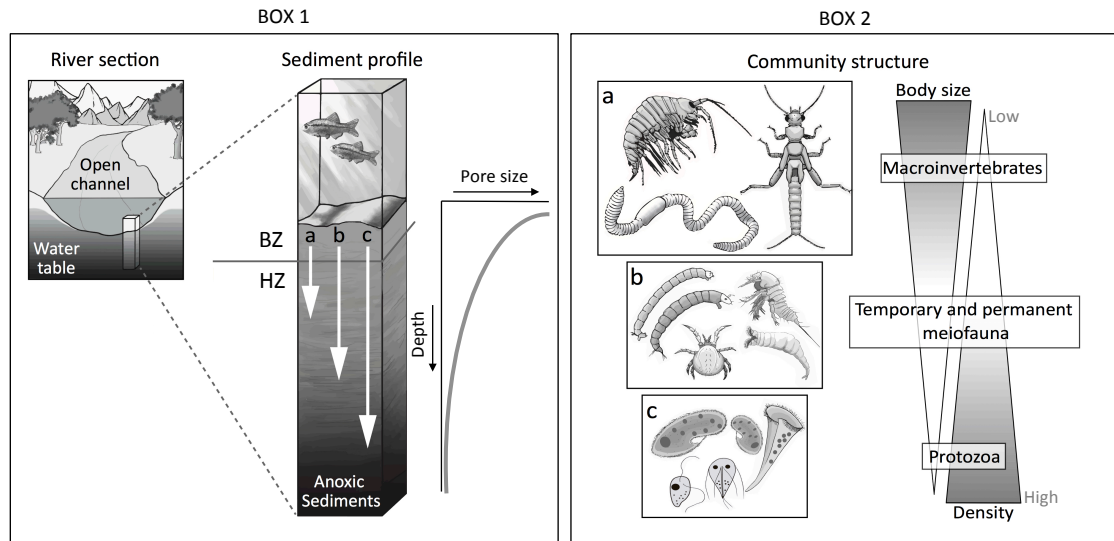 BOX 1
River section
Open
channel
Water
table
Sediment profile
BZ
HZ
a b c
Anoxic
Sediments
Pore size
Depth
BOX 2
Community structure
a
b
c
Body size
Low
Macroinvertebrates
Temporary and permanent
meiofauna
Protozoa
High
Density